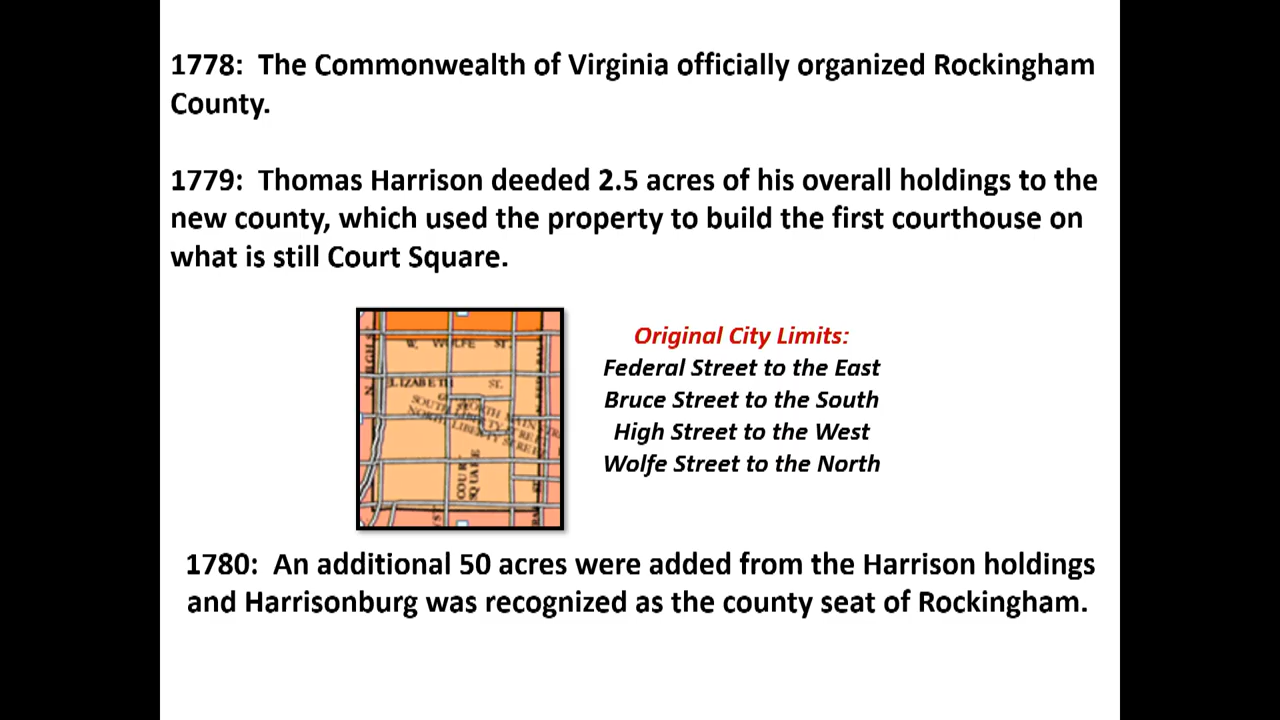 1778:  The Commonwealth of Virginia officially organized Rockingham
County.
1779:  Thomas Harrison deeded 2.5 acres of his overall holdings to the
new county, which used the property to build the first courthouse on
what is still Court Square.
W. WOLFE ST.
ST.
COURT
SQUARE
Original City Limits:
Federal Street to the East
Bruce Street to the South
High Street to the West
Wolfe Street to the North
1780:  An additional 50 acres were added from the Harrison holdings
and Harrisonburg was recognized as the county seat of Rockingham.